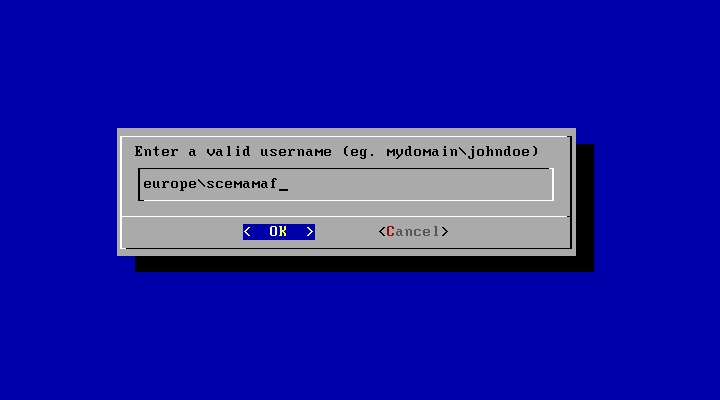 Enter a valid username (eg. mydomain\johndoe)
europe\scemamaf_
< OK > <Cancel>